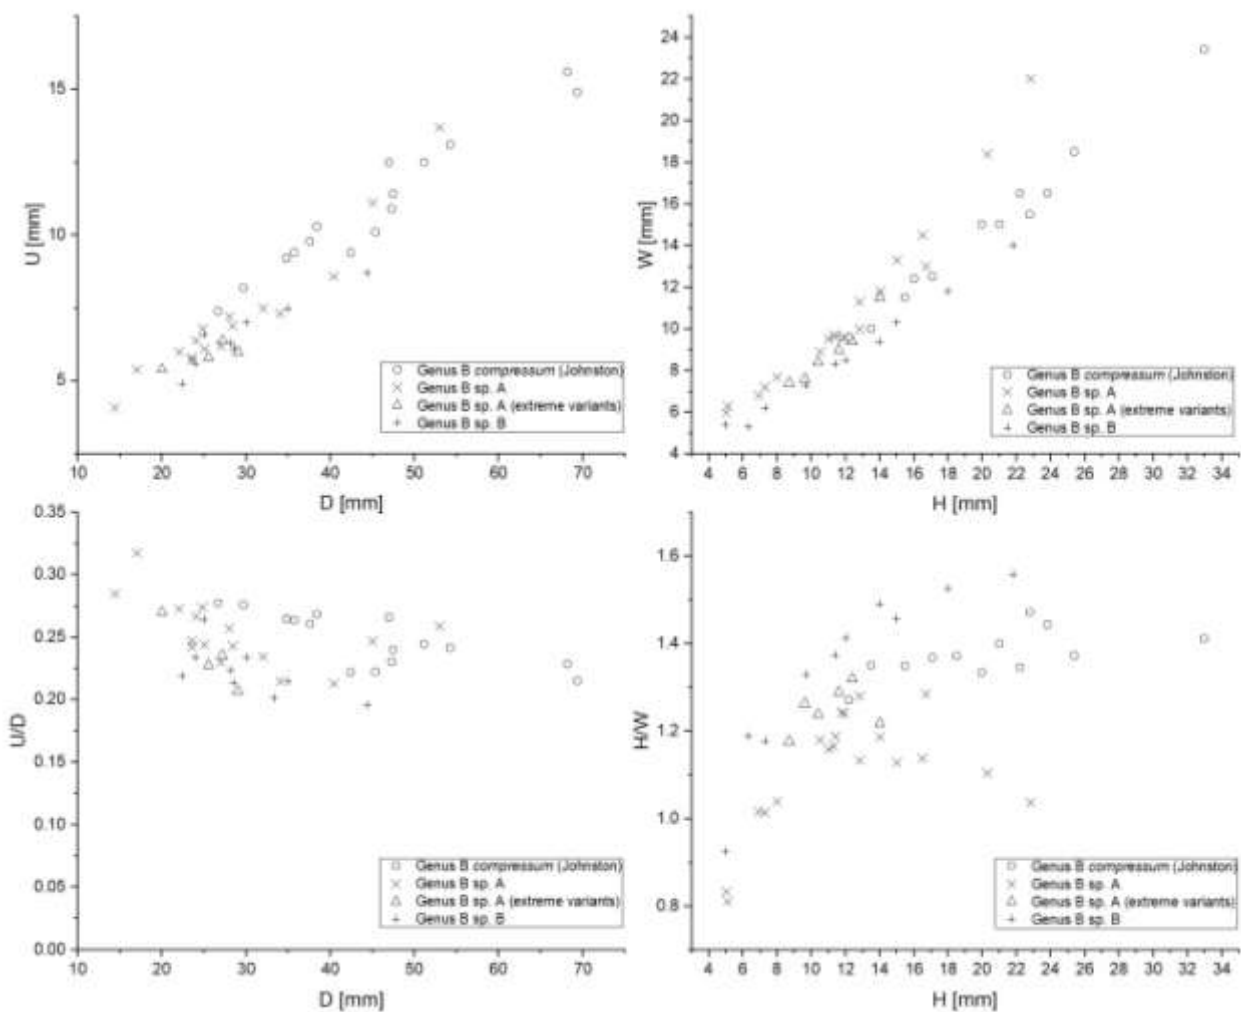 15
10
5
U [mm]
10 20 30 40 50 60 70
D [mm]
Genus B compressum (Johnston)
Genus B sp. A
Genus B sp. A (extreme variants)
Genus B sp. B
24
22
20
18
16
14
12
10
8
6
4
W [mm]
4 6 8 10 12 14 16 18 20 22 24 26 28 30 32 34
H [mm]
Genus B compressum (Johnston)
Genus B sp. A
Genus B sp. A (extreme variants)
Genus B sp. B
0.35
0.30
0.25
0.20
0.15
0.10
0.05
0.00
U/D
10 20 30 40 50 60 70
D [mm]
Genus B compressum (Johnston)
Genus B sp. A
Genus B sp. A (extreme variants)
Genus B sp. B
1.6
1.4
1.2
1.0
0.8
H/W
4 6 8 10 12 14 16 18 20 22 24 26 28 30 32 34
H [mm]
Genus B compressum (Johnston)
Genus B sp. A
Genus B sp. A (extreme variants)
Genus B sp. B